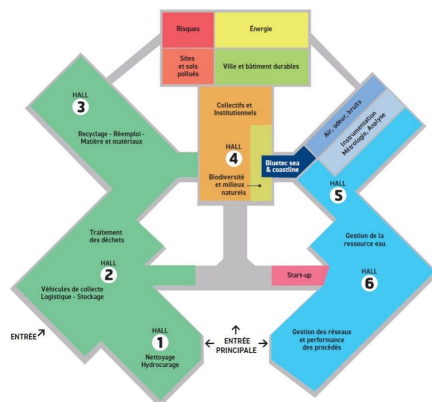 Risques
Énergie
Sites
et sols
pollués
Ville et bâtiment durables
HALL
3
Recyclage - Réemploi -
Matière et matériaux
Collectifs et
Institutionnels
HALL
4
Biodiversité
et milieux
naturels
Bluetec sea
& coastline
Air, odeur, bruits
Instrumentation
Métrologie, Analyse
HALL
5
Traitement
des déchets
HALL
2
Véhicules de collecte
Logistique - Stockage
Gestion de la
ressource eau
Start-up
HALL
6
ENTRÉE
HALL
1
Nettoyage
Hydrocurage
ENTRÉE
PRINCIPALE
Gestion des réseaux
et performance
des procédés